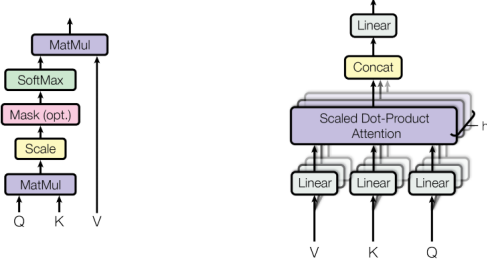 MatMul
SoftMax
Mask (opt.)
Scale
MatMul
Q K V
Linear
Concat
Scaled Dot-Product
Attention
h
Linear Linear Linear
V K Q